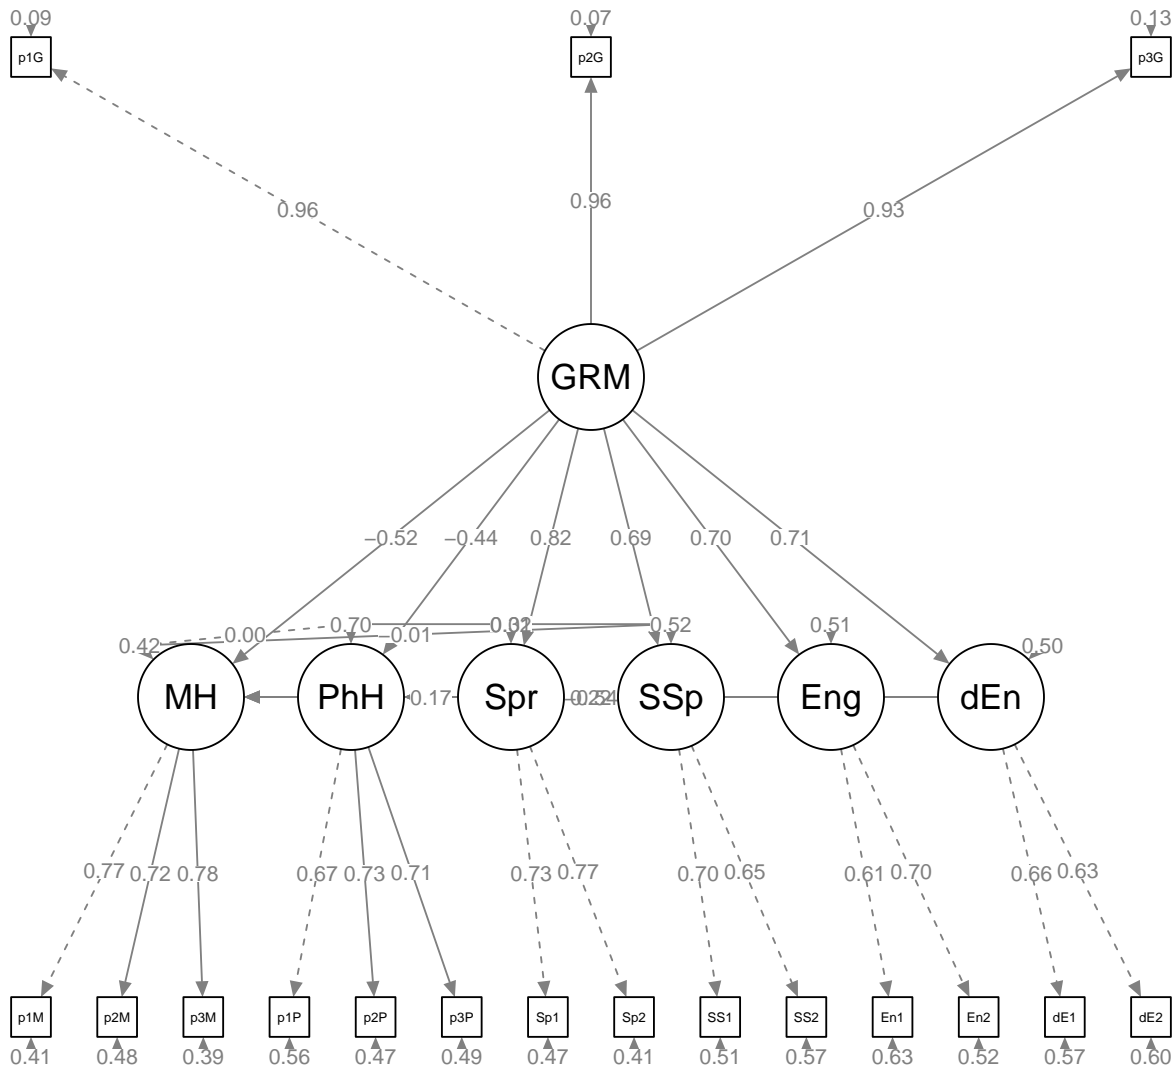 0.09 0.07 0.13
p1G p2G p3G
0.96 0.96 0.93
GRM
−0.52 −0.44 0.82 0.69 0.70 0.71
0.42 0.00 0.70 −0.01 0.52 0.51 0.50
MH PhH 0.17 Spr SSp Eng dEn
0.77 0.72 0.78 0.67 0.73 0.71 0.73 0.77 0.70 0.65 0.61 0.70 0.66 0.63
p1M p2M p3M p1P p2P p3P Sp1 Sp2 SS1 SS2 En1 En2 dE1 dE2
0.41 0.48 0.39 0.56 0.47 0.49 0.47 0.41 0.51 0.57 0.63 0.52 0.57 0.60